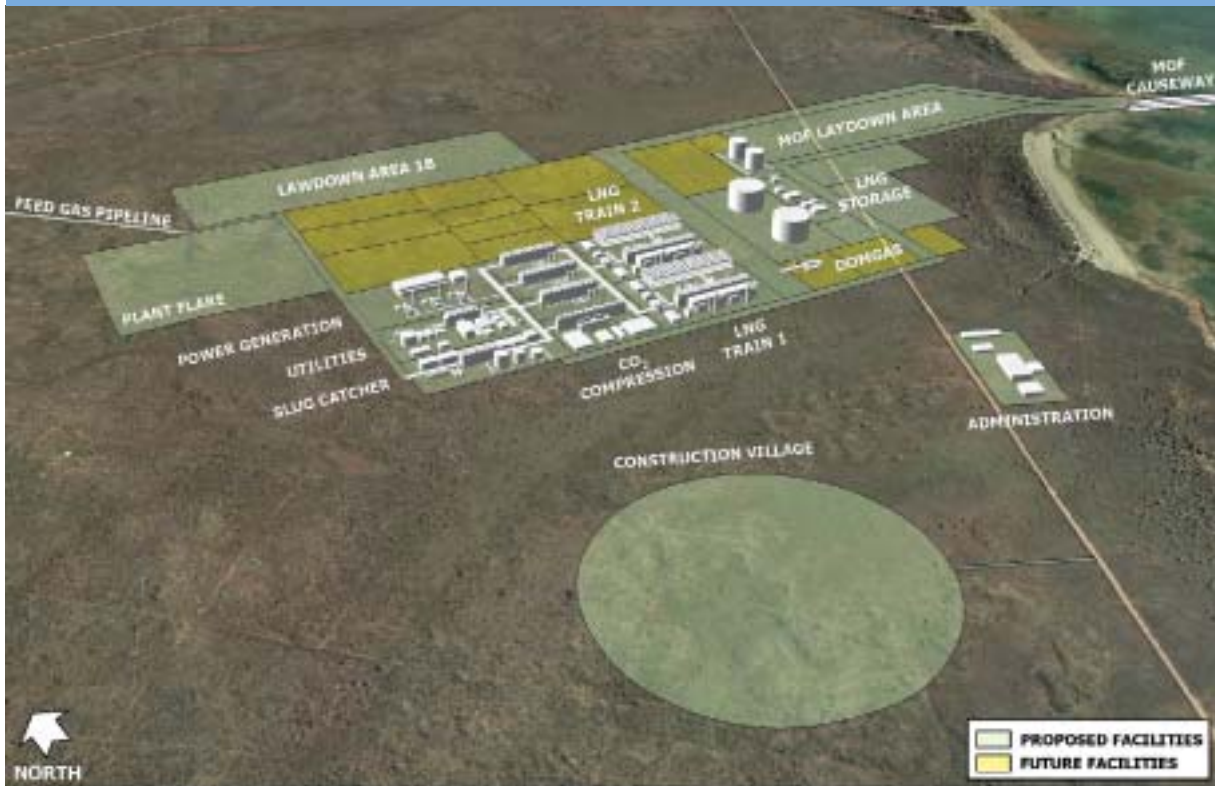 MOF
CAUSEWAY
MOF LAYDOWN AREA
LAWDOWN AREA 1B
LNG
TRAIN 2
LNG
STORAGE
FEED GAS PIPELINE
DOMGAS
PLANT FLARE
POWER GENERATION
UTILITIES
SLUG CATCHER
CO2
COMPRESSION
LNG
TRAIN 1
ADMINISTRATION
CONSTRUCTION VILLAGE
NORTH
PROPOSED FACILITIES
FUTURE FACILITIES